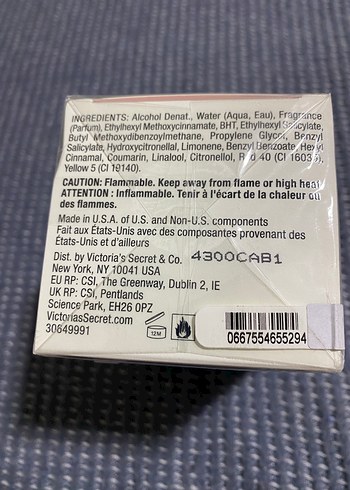 INGREDIENTS: Alcohol Denat., Water (Aqua, Eau), Fragrance
(Parfum), Ethylhexyl Methoxycinnamate, BHT, Ethylhexyl Salicylate,
Butyl Methoxydibenzoylmethane, Propylene Glycol, Benzyl
Salicylate, Hydroxycitronellal, Limonene, Benzyl Benzoate, Hexyl
Cinnamal, Coumarin, Linalool, Citronellol, Red 40 (CI 16035),
Yellow 5 (CI 19140).
CAUTION: Flammable. Keep away from flame or high heat
ATTENTION : Inflammable. Tenir à l'écart de la chaleur ou
des flammes.
Made in U.S.A. of U.S. and Non-U.S. components
Fait aux États-Unis avec des composantes provenant des
États-Unis et d'ailleurs
Dist. by Victoria's Secret & Co. 4300CAB1
New York, NY 10041 USA
EU RP: CSI, The Greenway, Dublin 2, IE
UK RP: CSI, Pentlands
Science Park, EH26 0PZ
VictoriasSecret.com
30649991
12M
0667554655294